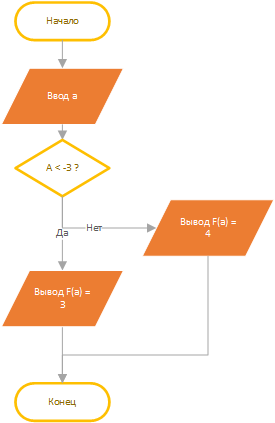 Начало
Ввод а
А < -3 ?
Да
Нет
Вывод F(a) =
4
Вывод F(a) =
3
Конец